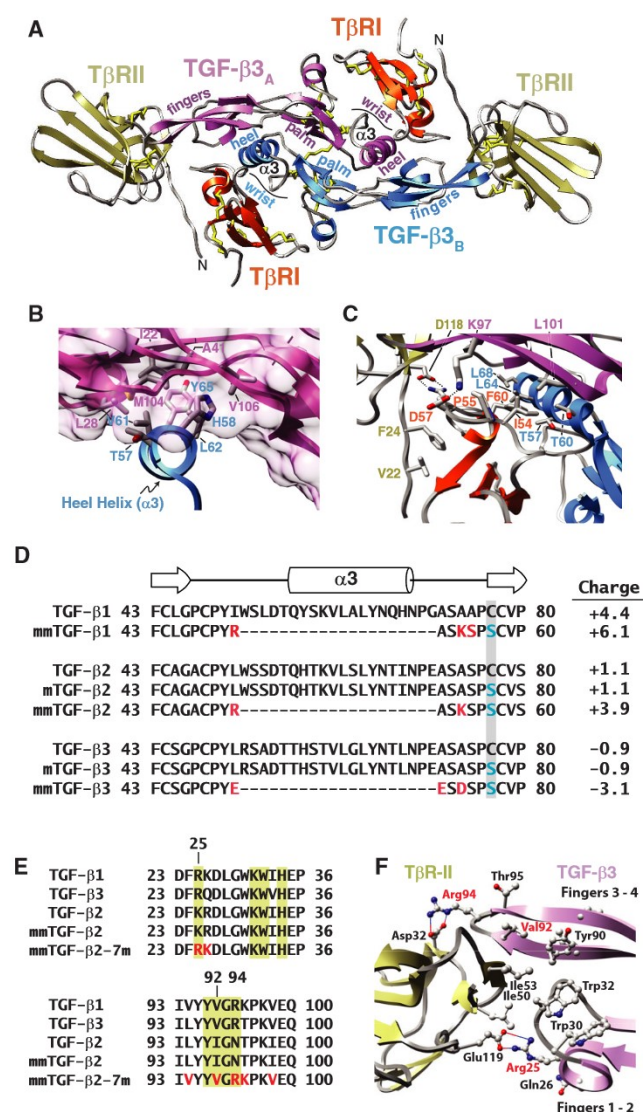 A
TβRII
TGF-β3A
TβRI
N
TβRII
fingers
palm
wrist
α3
heel
heel
α3
palm
wrist
fingers
N
TβRI
TGF-β3B
B
I22
A41
Y65
M104
V106
L28
V61
H58
T57
L62
Heel Helix (α3)
C
D118
K97
L101
L68
L64
P55
F60
D57
I54
F24
T57
T60
V22
D
α3
Charge
TGF-β1 43 FCLGPCPYIWSLDTQYSKVLALYNQHNPGASAAPCCVP 80 +4.4
mmTGF-β1 43 FCLGPCPYR--------------------ASKSPSCVP 60 +6.1
TGF-β2 43 FCAGACPYLWSSDTQHTKVLSLYNTINPEASASPCCVS 80 +1.1
mTGF-β2 43 FCAGACPYLWSSDTQHTKVLSLYNTINPEASASPSCVS 80 +1.1
mmTGF-β2 43 FCAGACPYR--------------------ASKSPSCVS 60 +3.9
TGF-β3 43 FCSGPCPYLRSADTTHSTVLGLYNTLNPEASASPCCVP 80 −0.9
mTGF-β3 43 FCSGPCPYLRSADTTHSTVLGLYNTLNPEASASPSCVP 80 −0.9
mmTGF-β3 43 FCSGPCPYE--------------------ESDSPSCVP 80 −3.1
E
25
TGF-β1 23 DFRKDLGWKWIHEP 36
TGF-β3 23 DFRQDLGWKWVHEP 36
TGF-β2 23 DFKRDLGWKWIHEP 36
mmTGF-β2 23 DFKRDLGWKWIHEP 36
mmTGF-β2-7m 23 DFRKDLGWKWIHEP 36
92 94
TGF-β1 93 IVYYVGRKPKVEQ 100
TGF-β3 93 IVYYVGRTPKVEQ 100
TGF-β2 93 ILYYIGNTPKIEQ 100
mmTGF-β2 93 ILYYIGNTPKIEQ 100
mmTGF-β2-7m 93 IVYYVGRKPKVEQ 100
F
TβR-II
TGF-β3
Thr95
Arg94
Fingers 3 - 4
Val92
Asp32
Tyr90
Ile53
Ile50
Trp32
Trp30
Glu119
Arg25
Gln26
Fingers 1 - 2